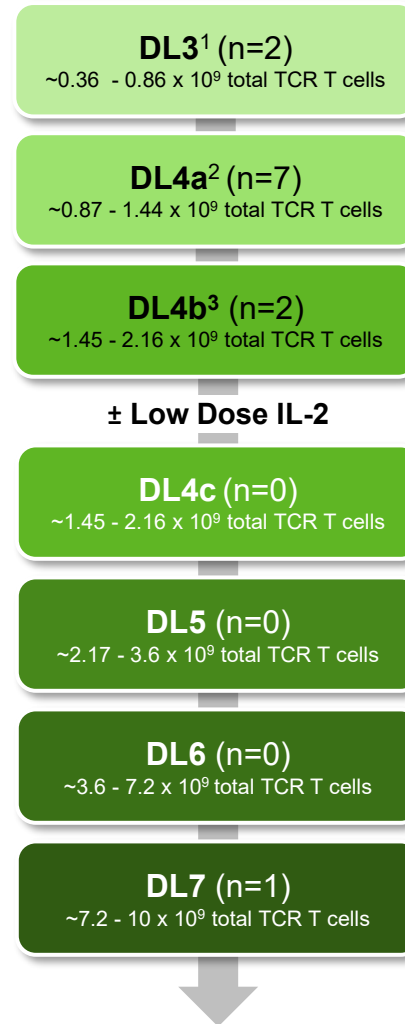 DL3¹ (n=2)
~0.36 - 0.86 x 10⁹ total TCR T cells
DL4a² (n=7)
~0.87 - 1.44 x 10⁹ total TCR T cells
DL4b³ (n=2)
~1.45 - 2.16 x 10⁹ total TCR T cells
± Low Dose IL-2
DL4c (n=0)
~1.45 - 2.16 x 10⁹ total TCR T cells
DL5 (n=0)
~2.17 - 3.6 x 10⁹ total TCR T cells
DL6 (n=0)
~3.6 - 7.2 x 10⁹ total TCR T cells
DL7 (n=1)
~7.2 - 10 x 10⁹ total TCR T cells